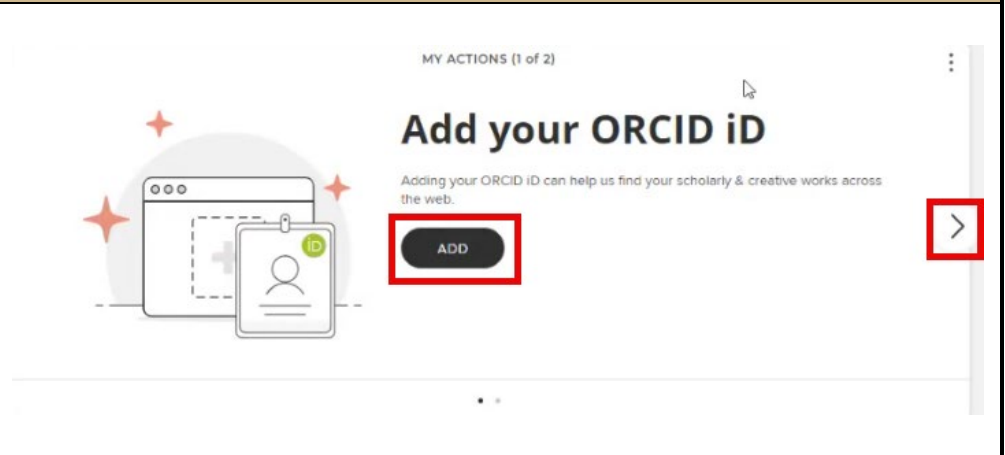 MY ACTIONS (1 of 2)
Add your ORCID iD
Adding your ORCID iD can help us find your scholarly & creative works across
the web.
iD
ADD